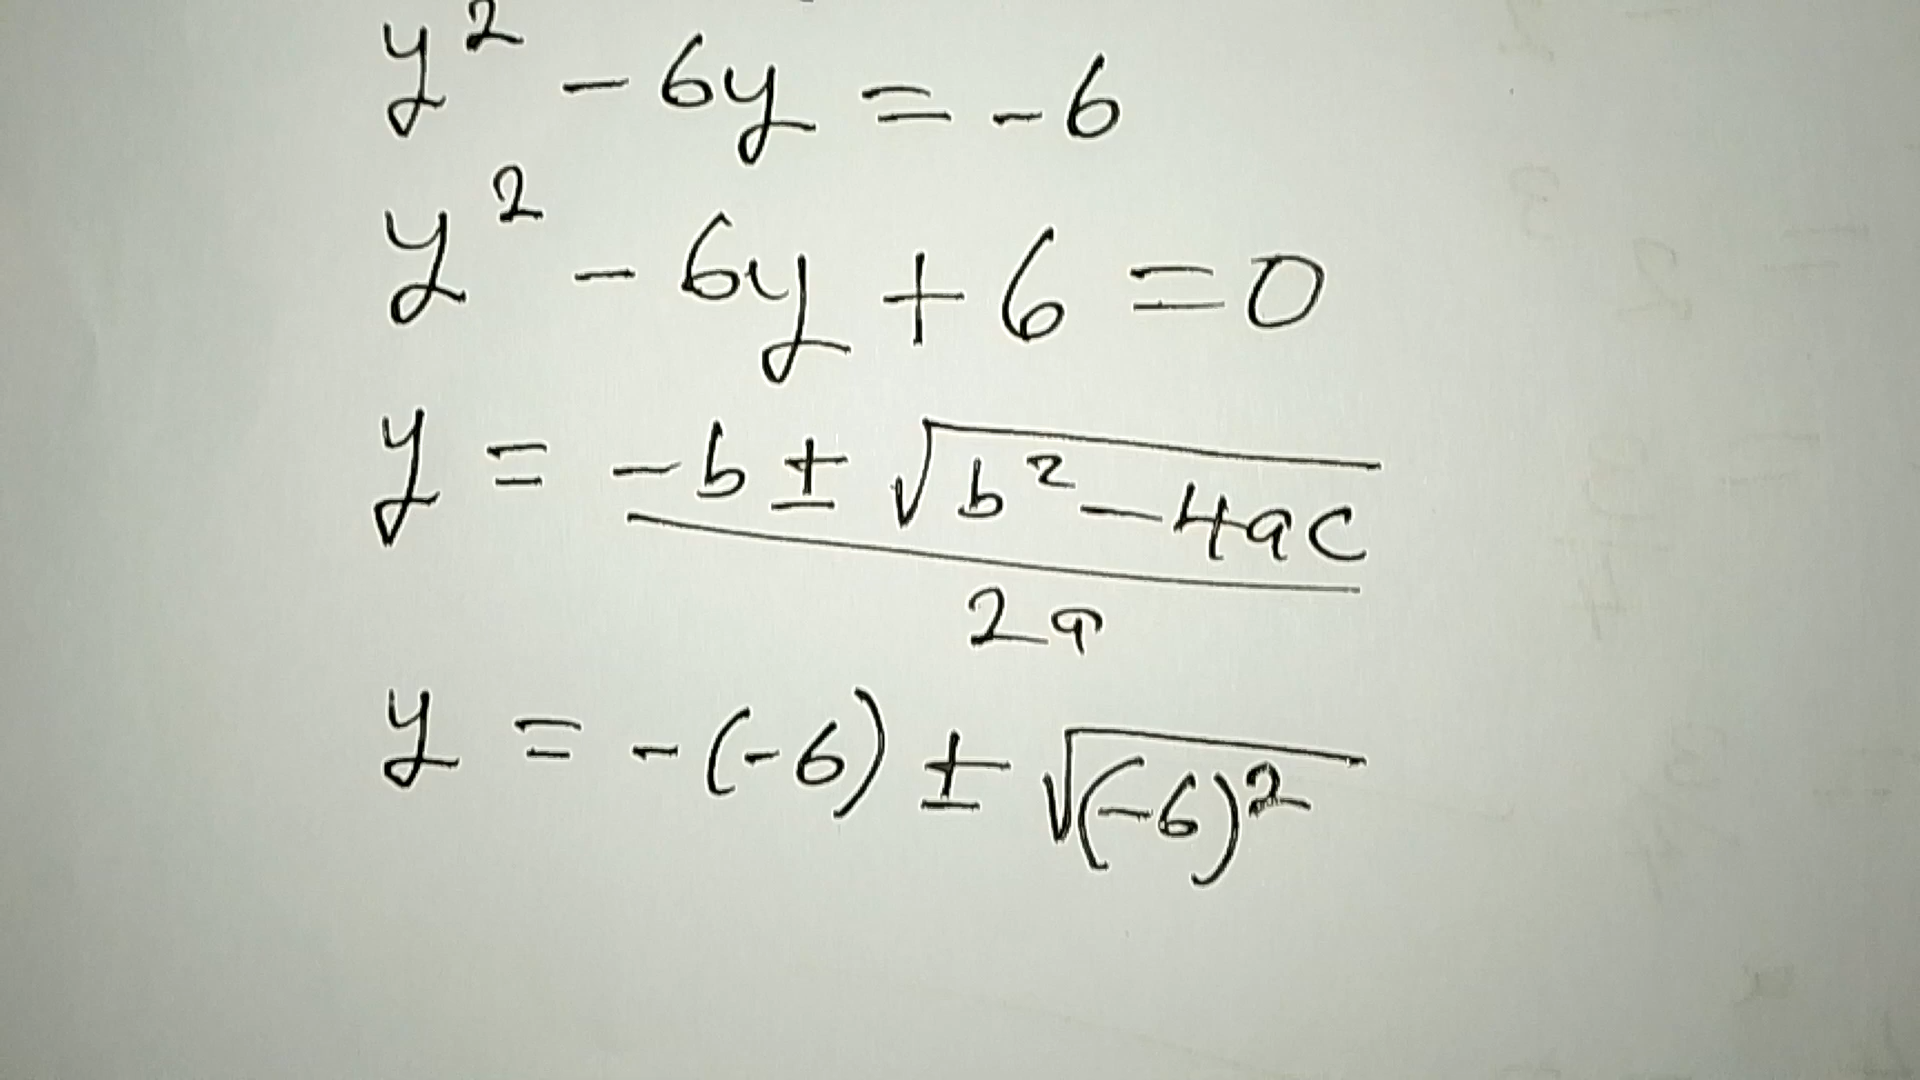 y² - 6y = -6
y² - 6y + 6 = 0
y = -b ± √b² - 4ac
2a
y = -(-6) ± √(-6)²